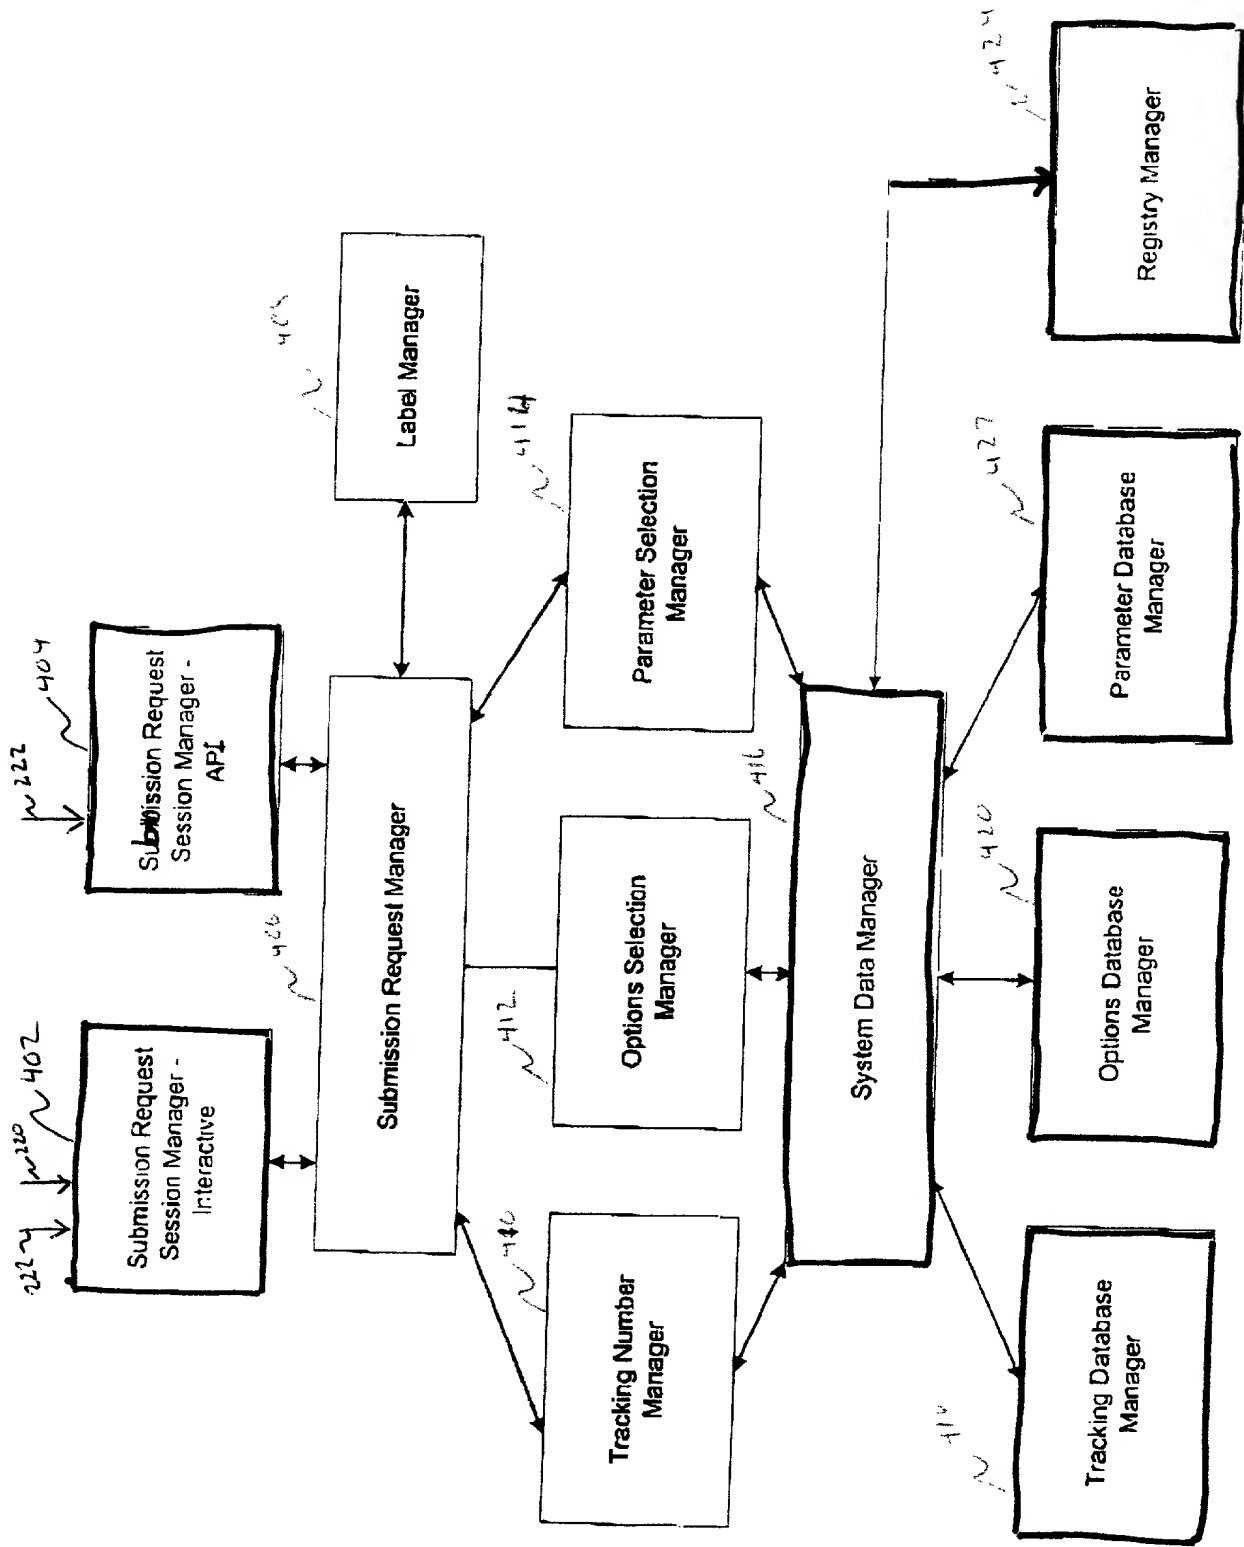 222
220
402
Submission Request
Session Manager -
Interactive
222
404
Submission Request
Session Manager -
API
406
Submission Request Manager
Label Manager
410
Tracking Number
Manager
412
Options Selection
Manager
414
Parameter Selection
Manager
416
System Data Manager
Tracking Database
Manager
420
Options Database
Manager
422
Parameter Database
Manager
424
Registry Manager